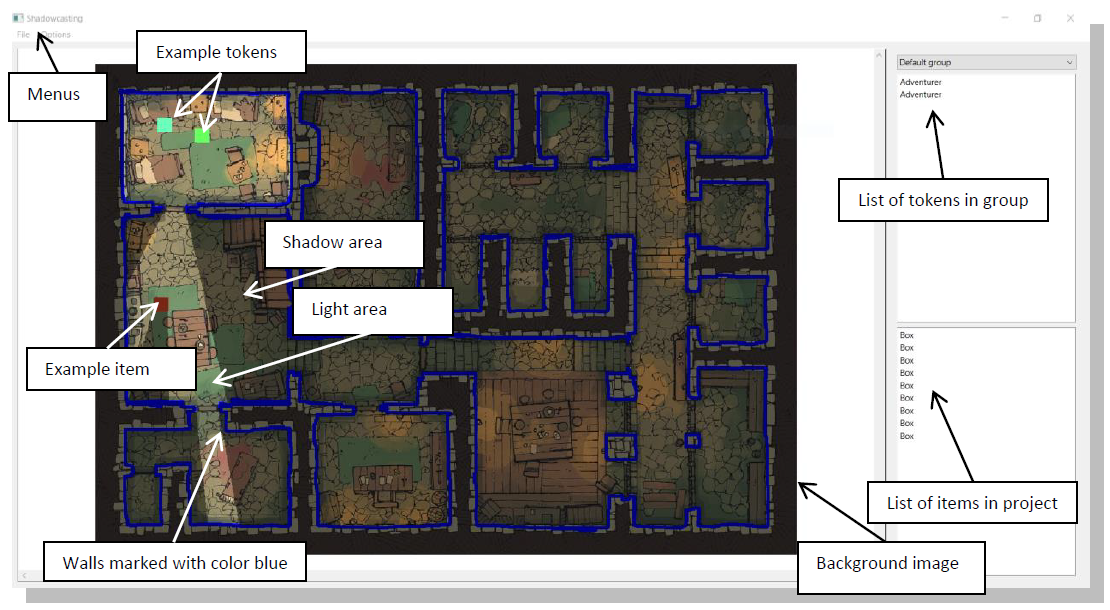 Shadowcasting
File Options
Example tokens
Menus
Default group
Adventurer
Adventurer
List of tokens in group
Shadow area
Light area
Example item
Box
Box
Box
Box
Box
Box
Box
Box
Box
List of items in project
Walls marked with color blue
Background image